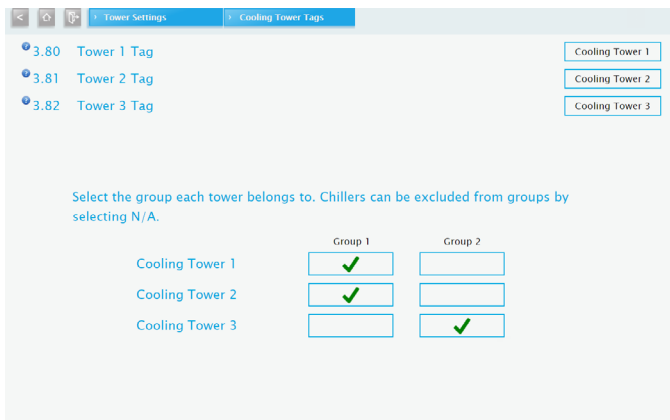 < Tower Settings Cooling Tower Tags
? 3.80 Tower 1 Tag Cooling Tower 1
? 3.81 Tower 2 Tag Cooling Tower 2
? 3.82 Tower 3 Tag Cooling Tower 3
Select the group each tower belongs to. Chillers can be excluded from groups by
selecting N/A.
Group 1 Group 2
Cooling Tower 1
Cooling Tower 2
Cooling Tower 3